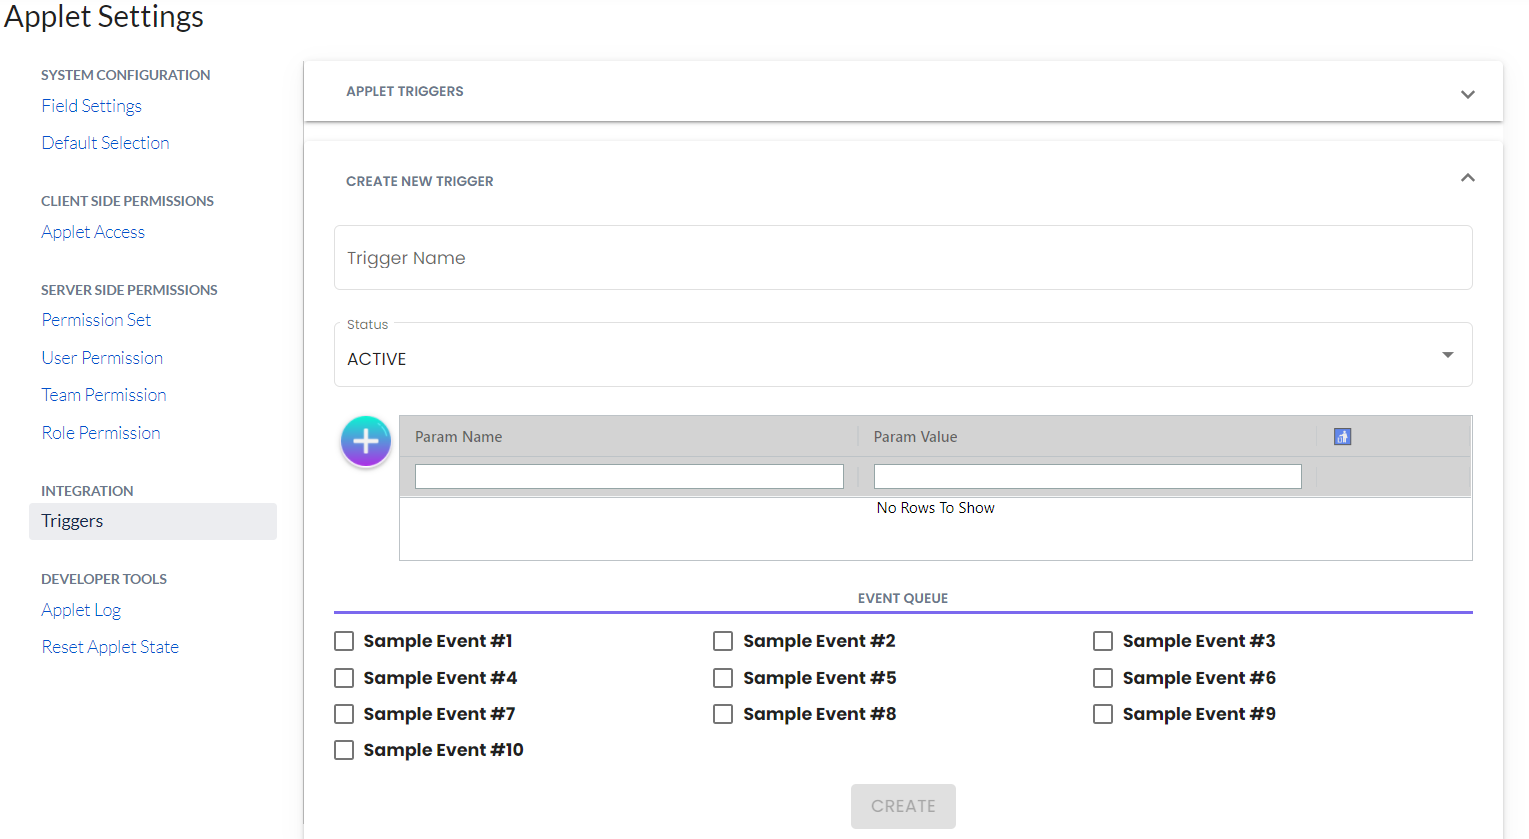 Applet Settings
SYSTEM CONFIGURATION
Field Settings
Default Selection
CLIENT SIDE PERMISSIONS
Applet Access
SERVER SIDE PERMISSIONS
Permission Set
User Permission
Team Permission
Role Permission
INTEGRATION
Triggers
DEVELOPER TOOLS
Applet Log
Reset Applet State
APPLET TRIGGERS
CREATE NEW TRIGGER
Trigger Name
Status
ACTIVE
Param Name Param Value
No Rows To Show
EVENT QUEUE
Sample Event #1 Sample Event #2 Sample Event #3
Sample Event #4 Sample Event #5 Sample Event #6
Sample Event #7 Sample Event #8 Sample Event #9
Sample Event #10
CREATE